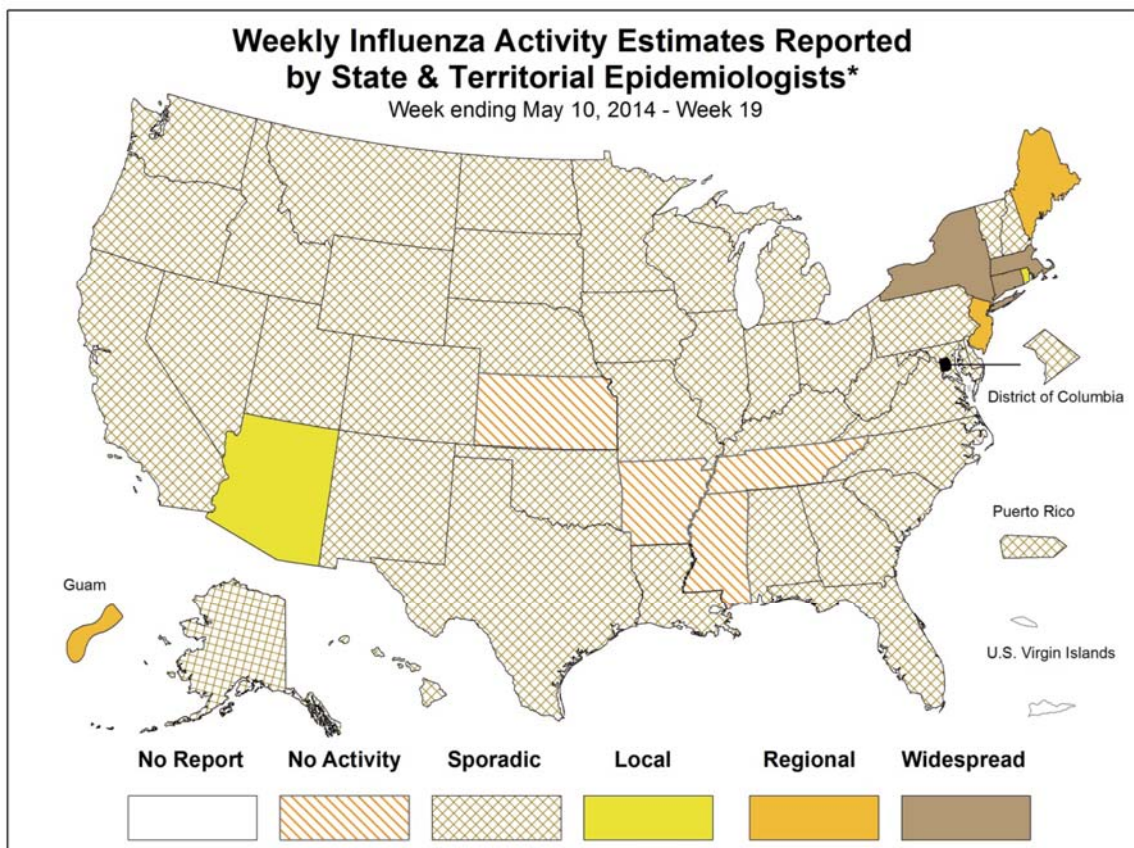 Weekly Influenza Activity Estimates Reported
by State & Territorial Epidemiologists*
Week ending May 10, 2014 - Week 19
District of Columbia
Puerto Rico
Guam
U.S. Virgin Islands
No Report
No Activity
Sporadic
Local
Regional
Widespread